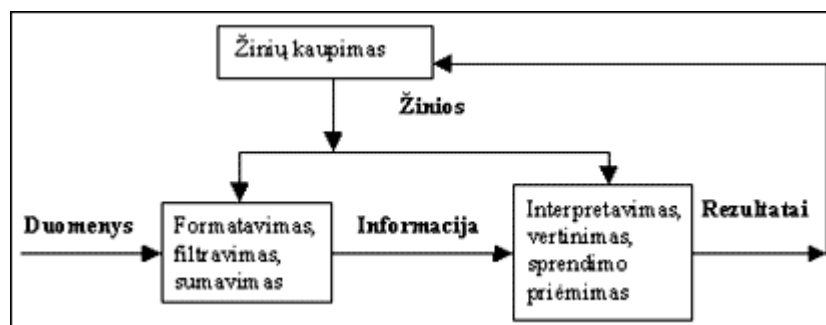 Žinių kaupimas
Žinios
Duomenys
Formatavimas,
filtravimas,
sumavimas
Informacija
Interpretavimas,
vertinimas,
sprendimo
priėmimas
Rezultatai